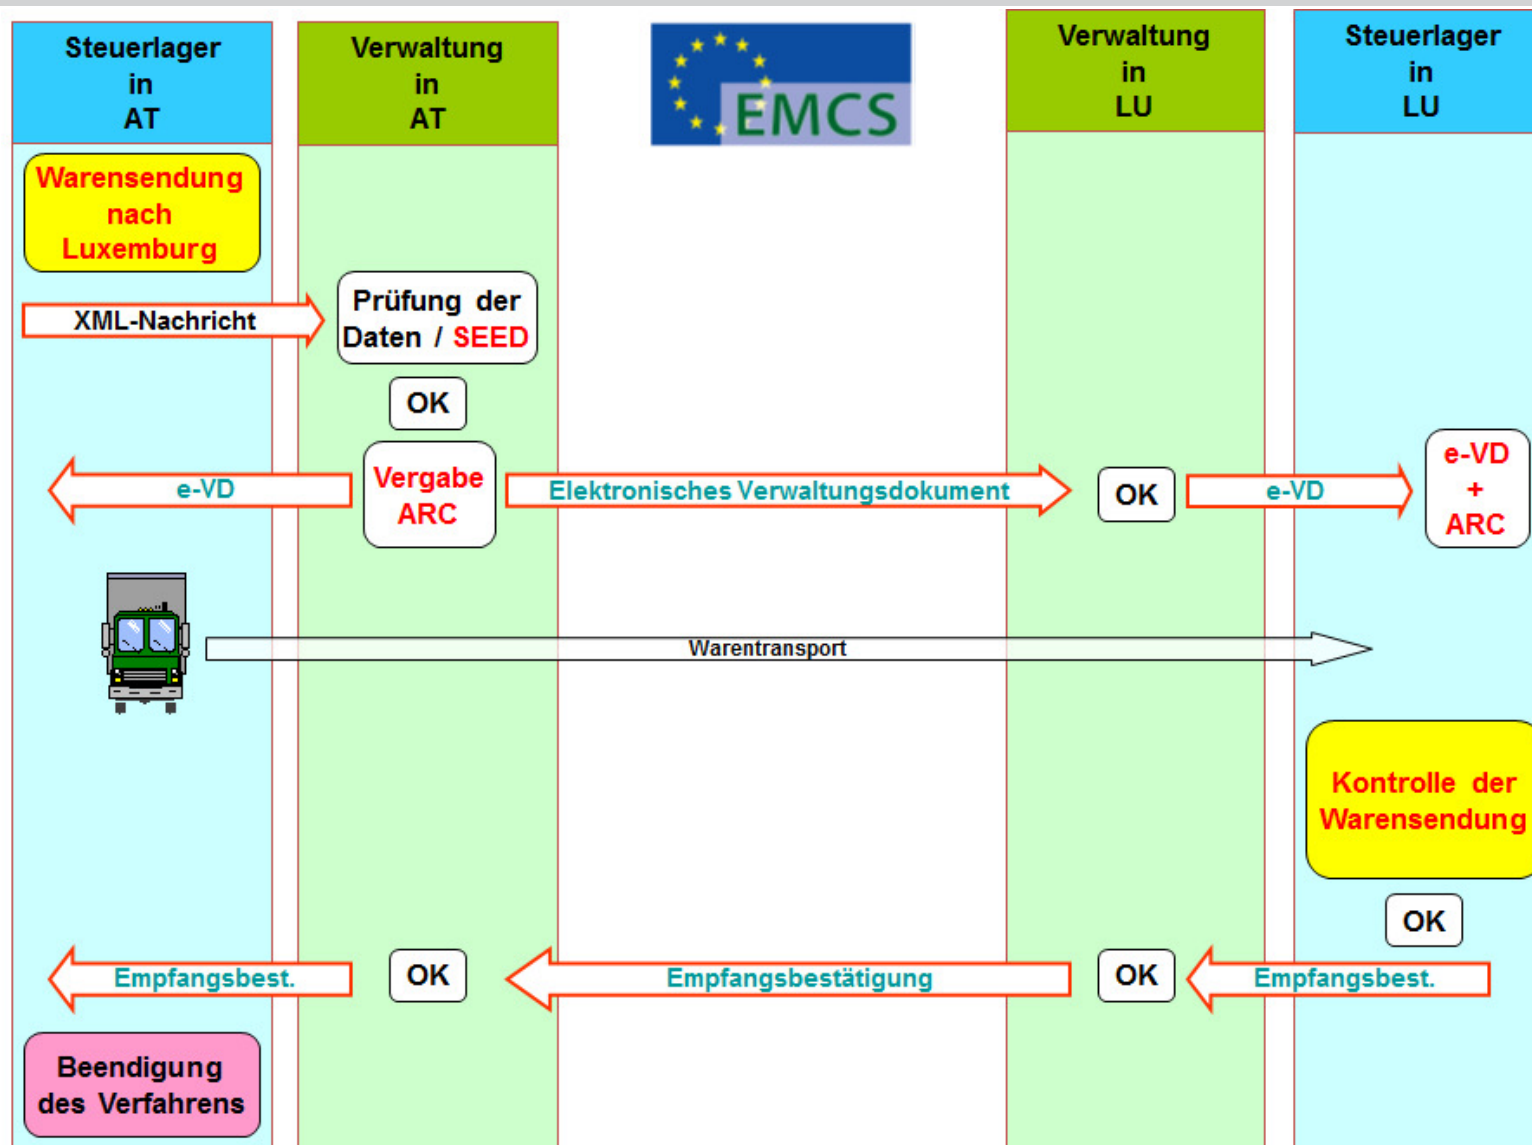 Steuerlager
in
AT
Verwaltung
in
AT
EMCS
Verwaltung
in
LU
Steuerlager
in
LU
Warensendung
nach
Luxemburg
XML-Nachricht
Prüfung der
Daten / SEED
OK
e-VD
Vergabe
ARC
Elektronisches Verwaltungsdokument
OK
e-VD
e-VD
+
ARC
Warentransport
Kontrolle der
Warensendung
OK
Empfangsbest.
OK
Empfangsbestätigung
OK
Empfangsbest.
Beendigung
des Verfahrens